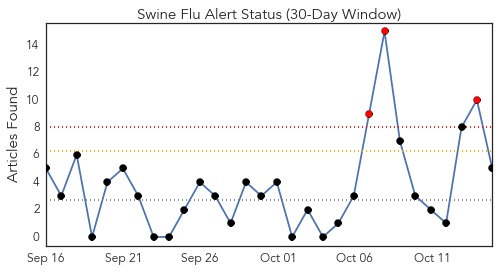 Swine Flu Alert Status (30-Day Window)
Articles Found
14
12
10
8
6
4
2
0
Sep 16 Sep 21 Sep 26 Oct 01 Oct 06 Oct 11